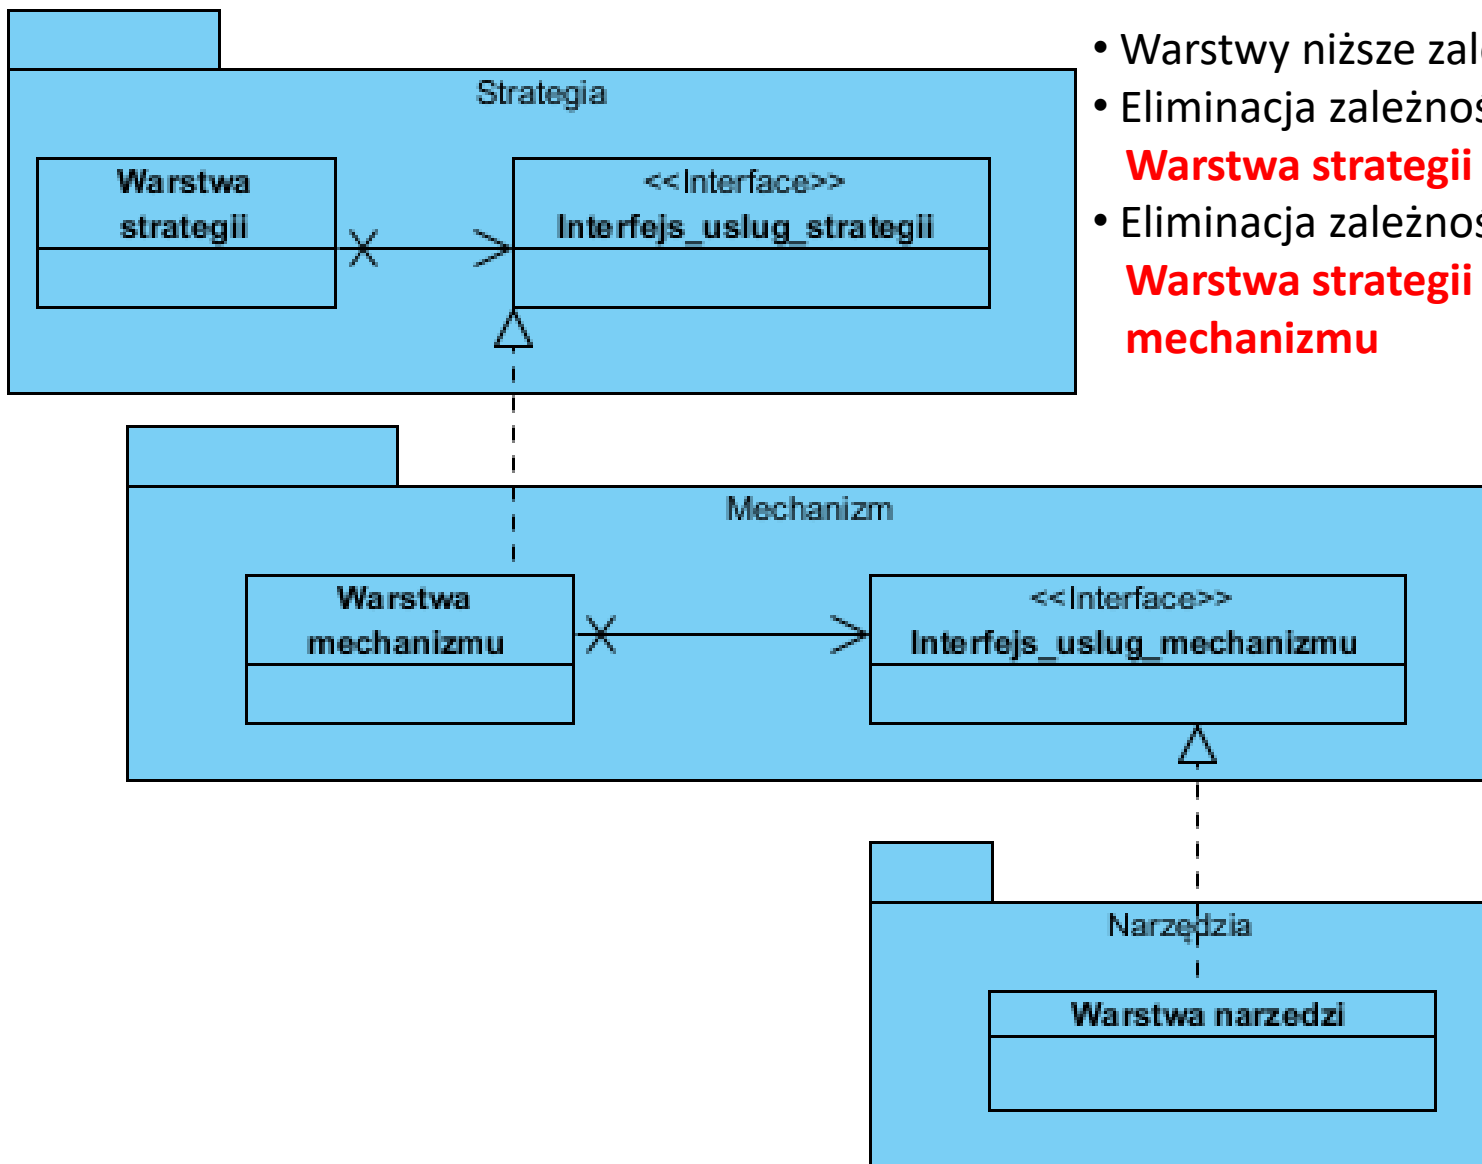 Strategia
Warstwa
strategii
<<Interface>>
Interfejs_uslug_strategii
• Warstwy niższe
• Eliminacja
Warstwa strategii
• Eliminacja
Warstwa strategii
mechanizmu
Mechanizm
Warstwa
mechanizmu
<<Interface>>
Interfejs_uslug_mechanizmu
Narzędzia
Warstwa narzedzi